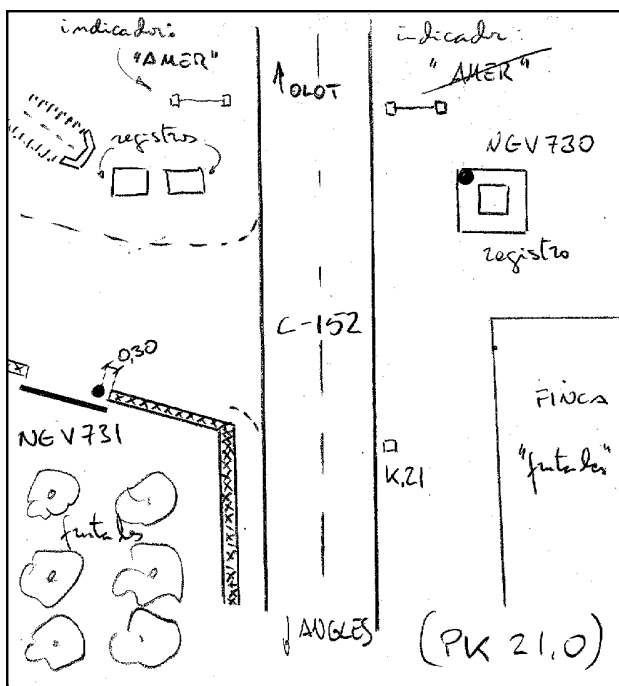 indicador:
"AMER"
↑ OLOT
indicador:
"AMER"
registros
NGV730
registro
C-152
0,30
NGV731
FINCA
"frutales"
K.21
frutales
↓ ANGLES
(PK 21,0)